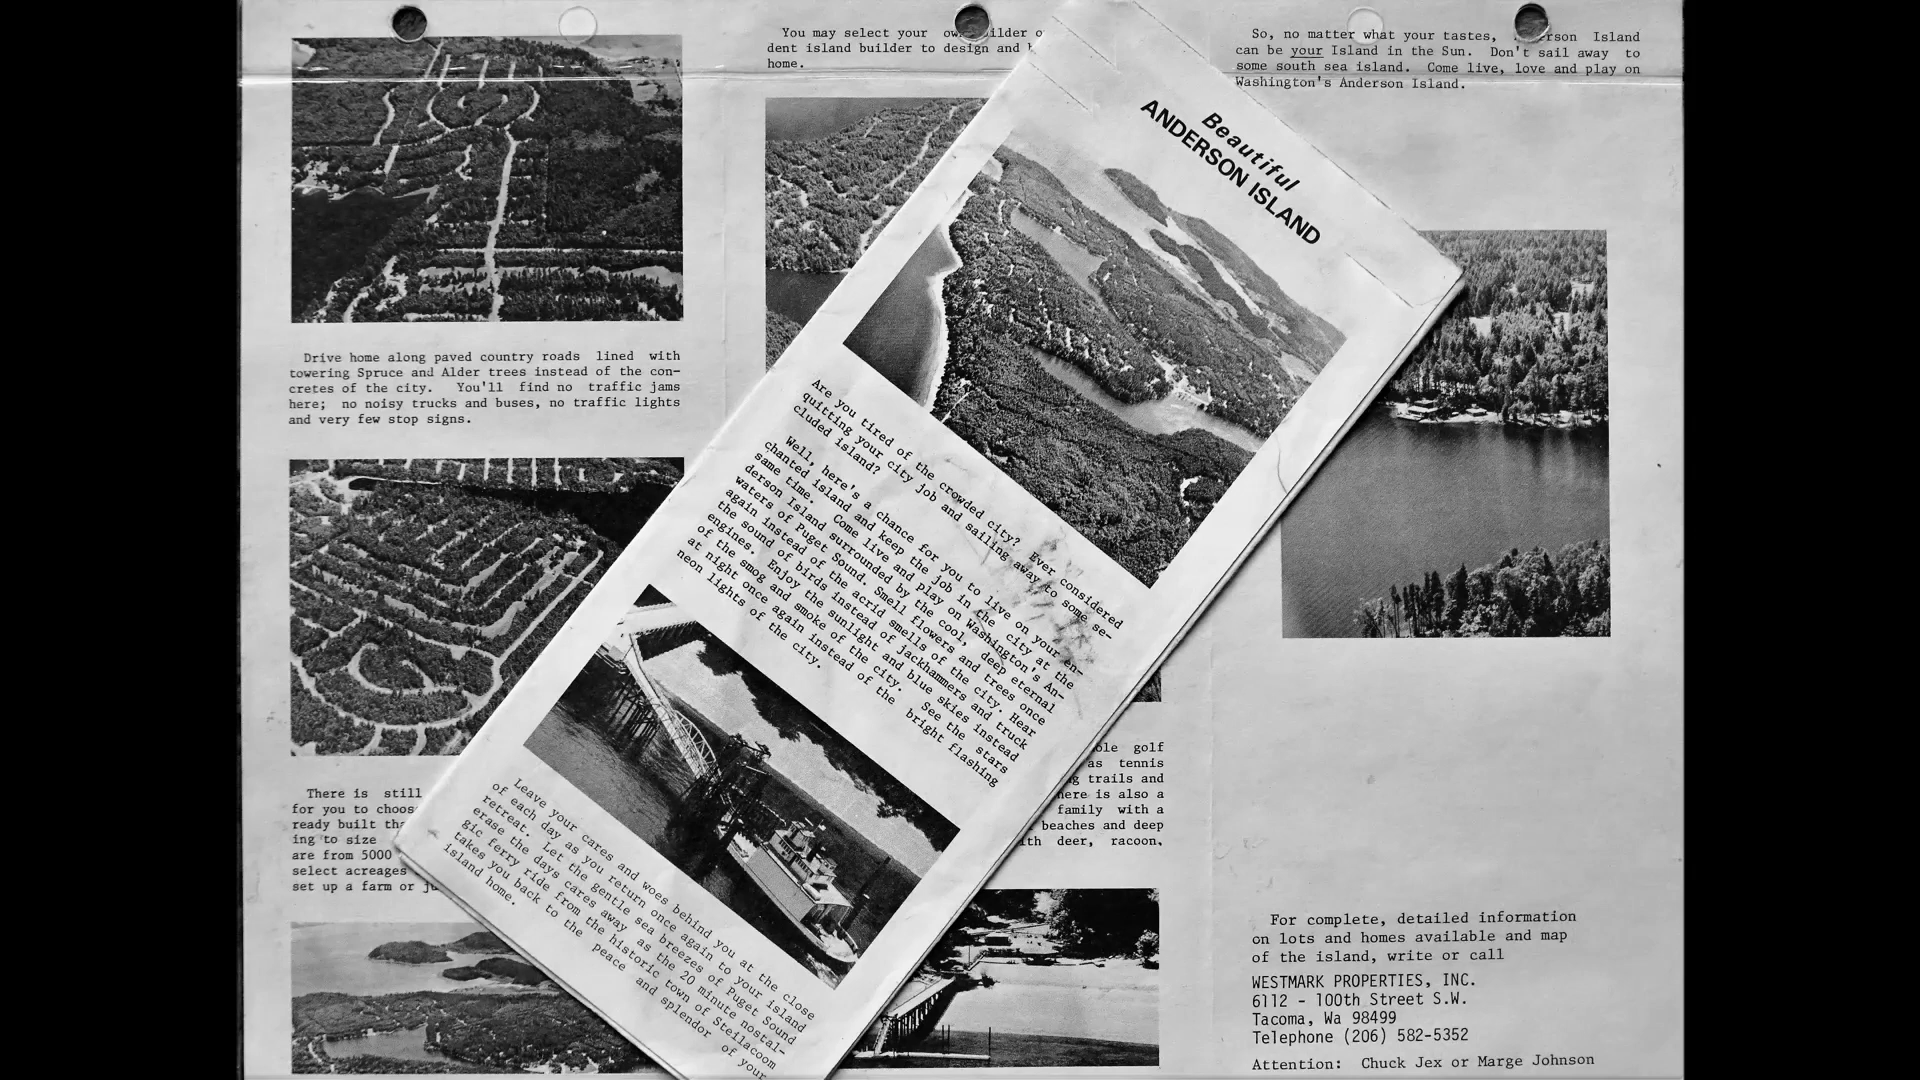 You may select your
dent island builder to design and
home.
So, no matter what your tastes, Island
can be your Island in the Sun. Don't sail away to
some south sea island. Come live, love and play on
Washington's Anderson Island.
Drive home along paved country roads lined with
towering Spruce and Alder trees instead of the con-
cretes of the city. You'll find no traffic jams
here; no noisy trucks and buses, no traffic lights
and very few stop signs.
There is still
for you to choos
ready built tha
ing to size
are from 5000
select acreages
set up a farm or
Beautiful
ANDERSON ISLAND
Are you tired of the crowded city? Ever considered
quitting your city job and sailing away to some se-
cluded island?
Well, here's a chance for you to live on your en-
chanted island and keep the job in the city at the
same time. Come live and play on Washington's An-
derson Island surrounded by the cool, deep eternal
waters of Puget Sound. Smell flowers and trees once
again instead of the acrid smells of the city. Hear
the sound of birds instead of jackhammers and truck
engines. Enjoy the sunlight and blue skies instead
of the smog and smoke of the city. See the stars
at night once again instead of the bright flashing
neon lights of the city.
Leave your cares and woes behind you at the close
of each day as you return once again to your island
retreat. Let the gentle sea breezes of Puget Sound
erase the days cares away as the 20 minute nostal-
gic ferry ride from the historic town of Steilacoom
takes you back to the peace and splendor of your
island home.
ole golf
as tennis
g trails and
here is also a
family with a
beaches and deep
ith deer, racoon,
For complete, detailed information
on lots and homes available and map
of the island, write or call
WESTMARK PROPERTIES, INC.
6112 - 100th Street S.W.
Tacoma, Wa 98499
Telephone (206) 582-5352
Attention: Chuck Jex or Marge Johnson